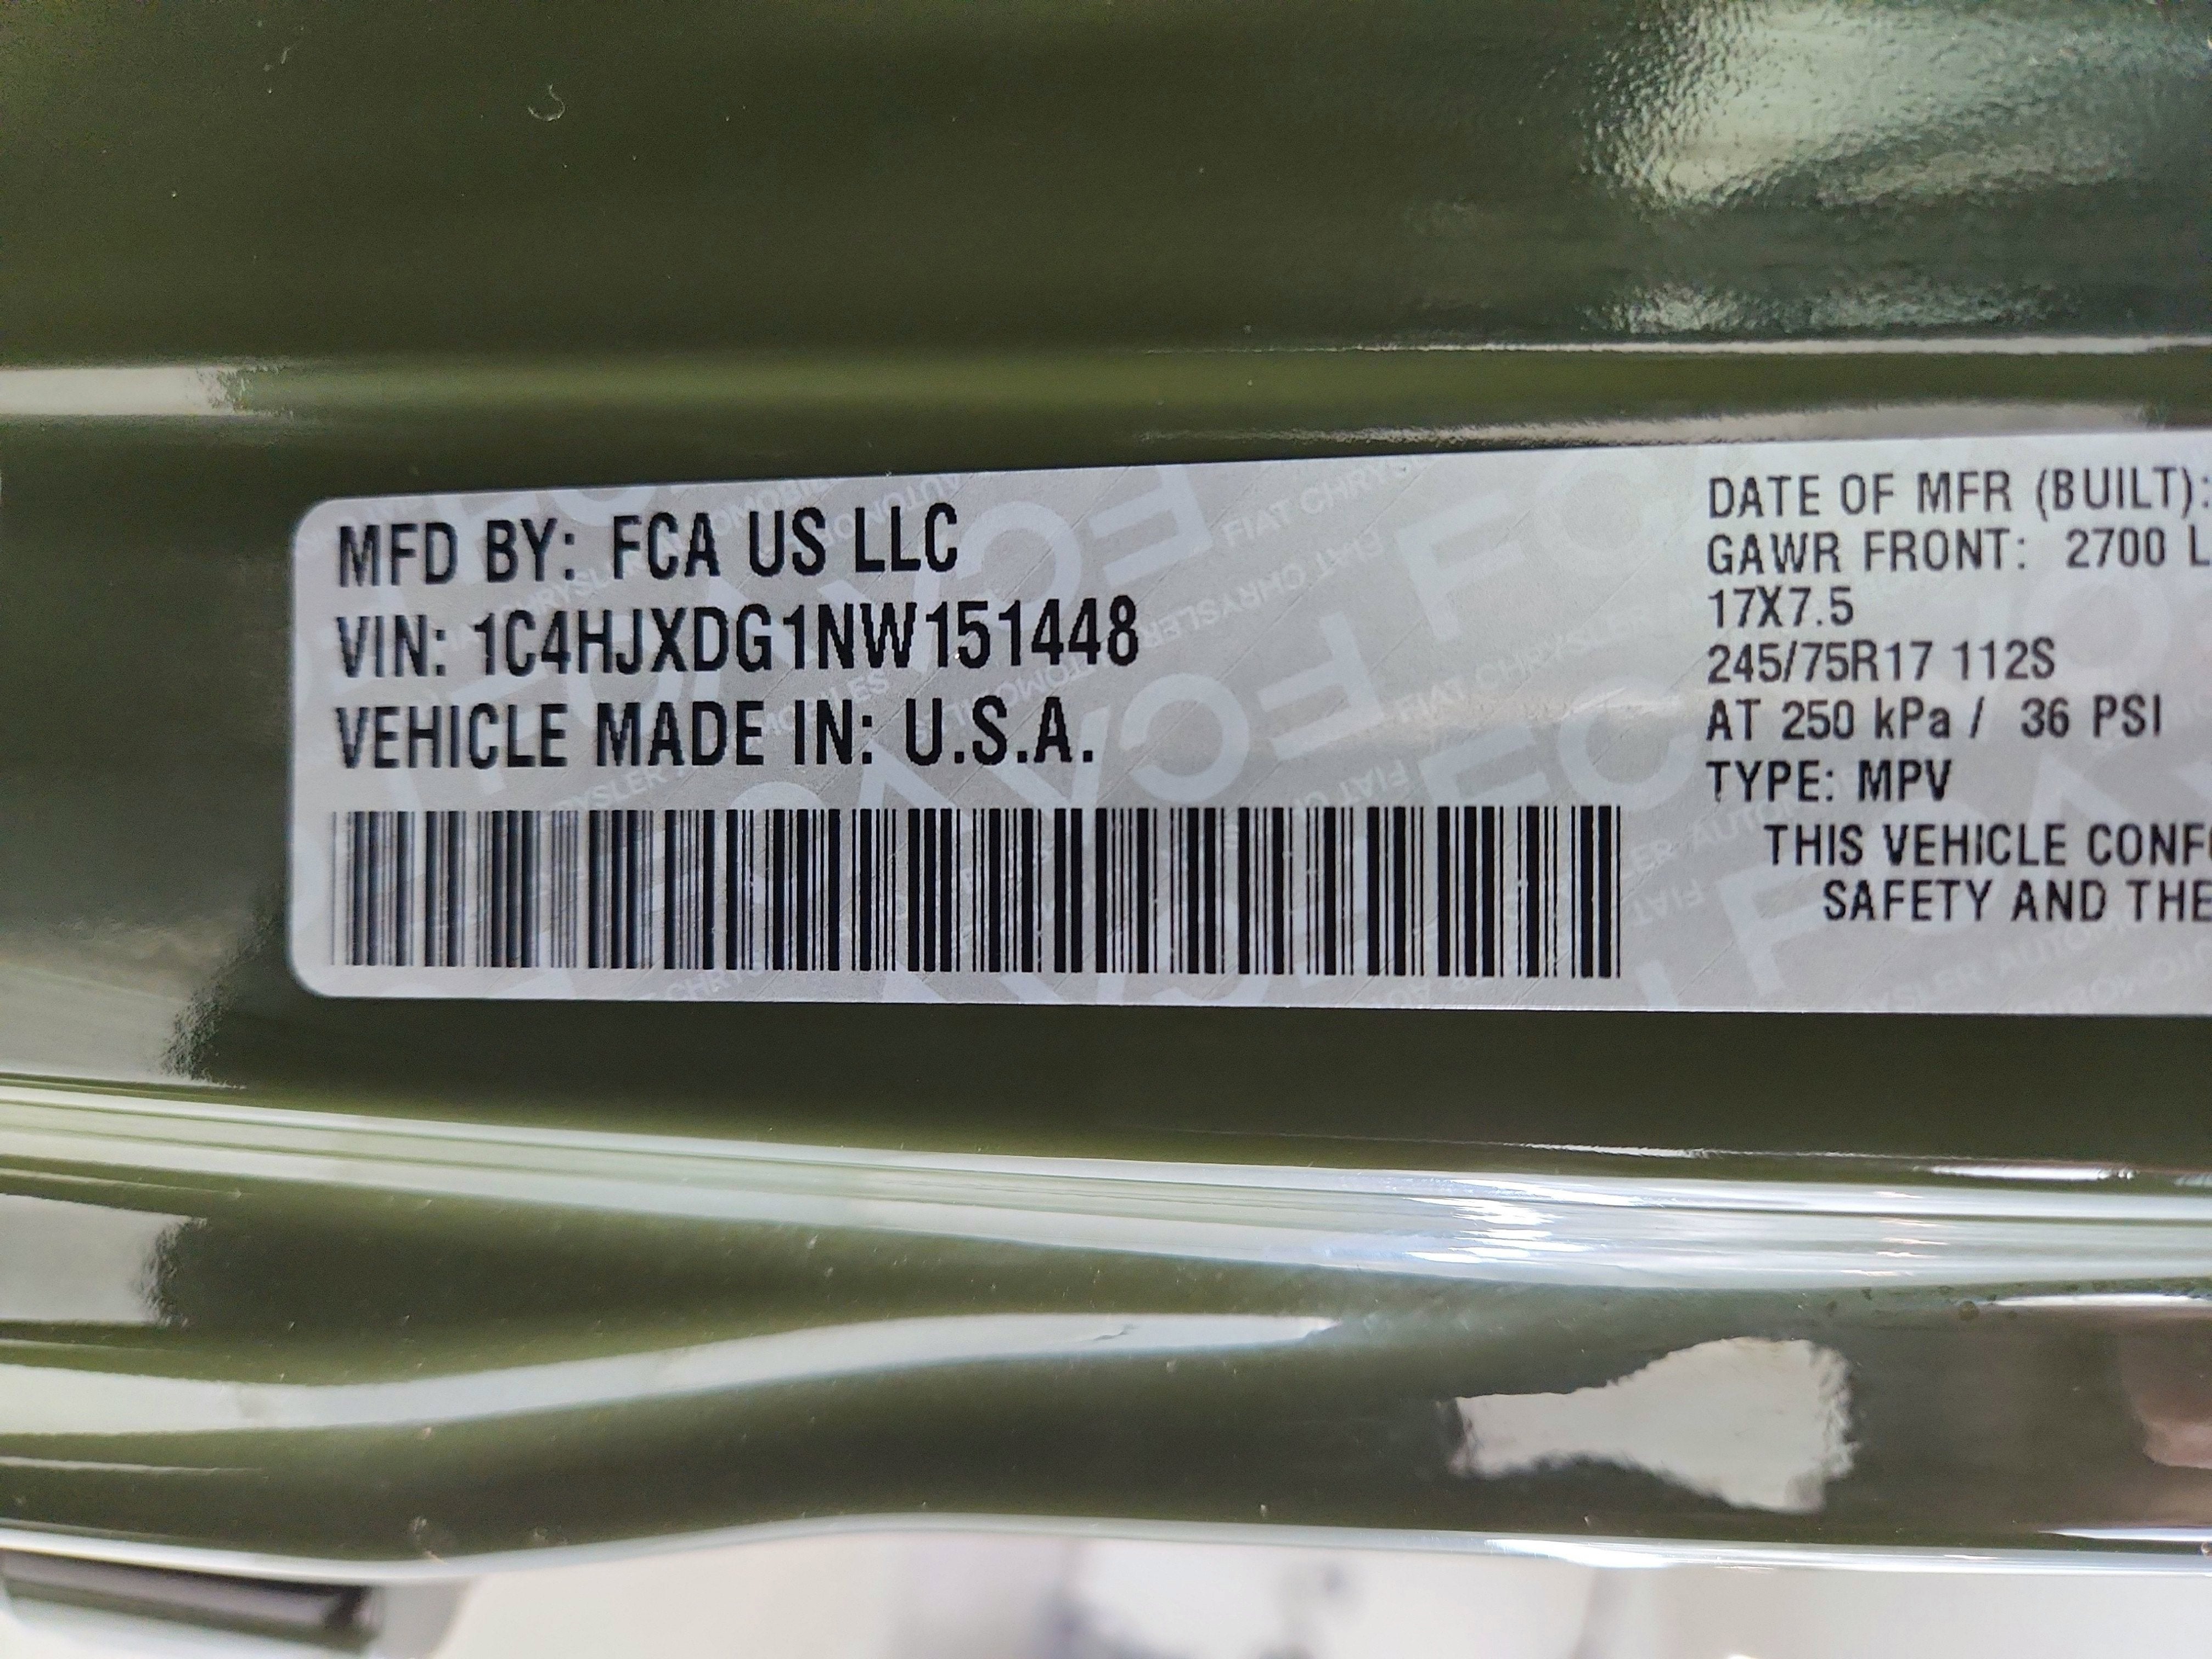 MFD BY: FCA US LLC
VIN: 1C4HJXDG1NW151448
VEHICLE MADE IN: U.S.A.
DATE OF MFR (BUILT):
GAWR FRONT: 2700 L
17X7.5
245/75R17 112S
AT 250 kPa / 36 PSI
TYPE: MPV
THIS VEHICLE CONF
SAFETY AND THE